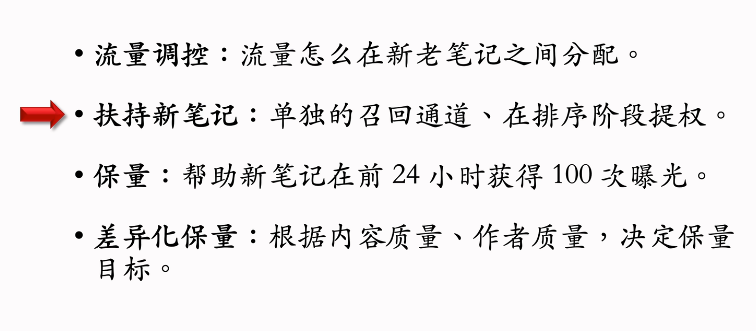 • 流量调控：流量怎么在新老笔记之间分配。
• 扶持新笔记：单独的召回通道、在排序阶段提权。
• 保量：帮助新笔记在前 24 小时获得 100 次曝光。
• 差异化保量：根据内容质量、作者质量，决定保量
目标。